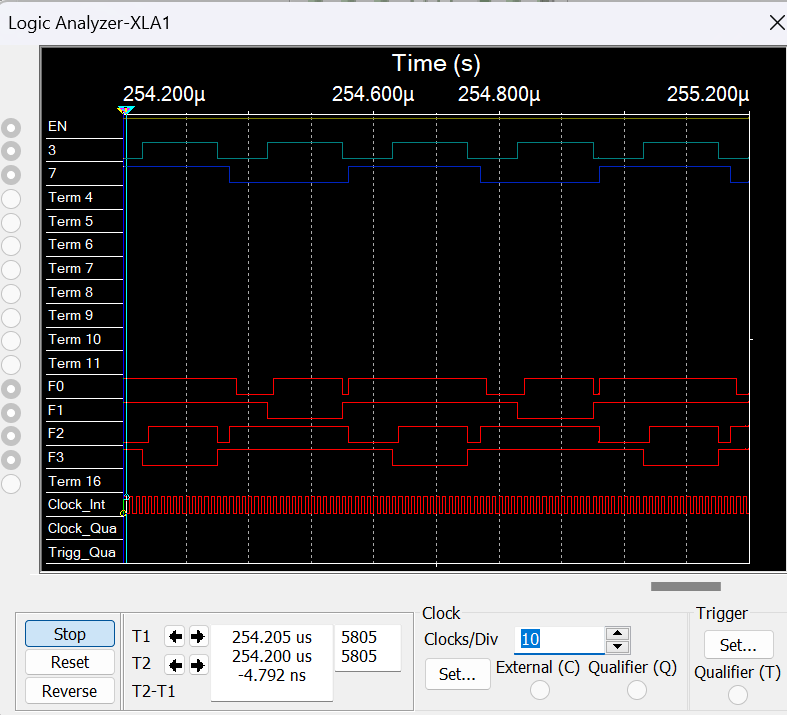 Logic Analyzer-XLA1
Time (s)
254.200µ 254.600µ 254.800µ 255.200µ
EN
3
7
Term 4
Term 5
Term 6
Term 7
Term 8
Term 9
Term 10
Term 11
F0
F1
F2
F3
Term 16
Clock_Int
Clock_Qua
Trigg_Qua
Stop
Reset
Reverse
T1 254.205 us 5805
T2 254.200 us 5805
T2-T1 -4.792 ns
Clock
Clocks/Div 10
Set... External (C) Qualifier (Q)
Trigger
Set...
Qualifier (T)